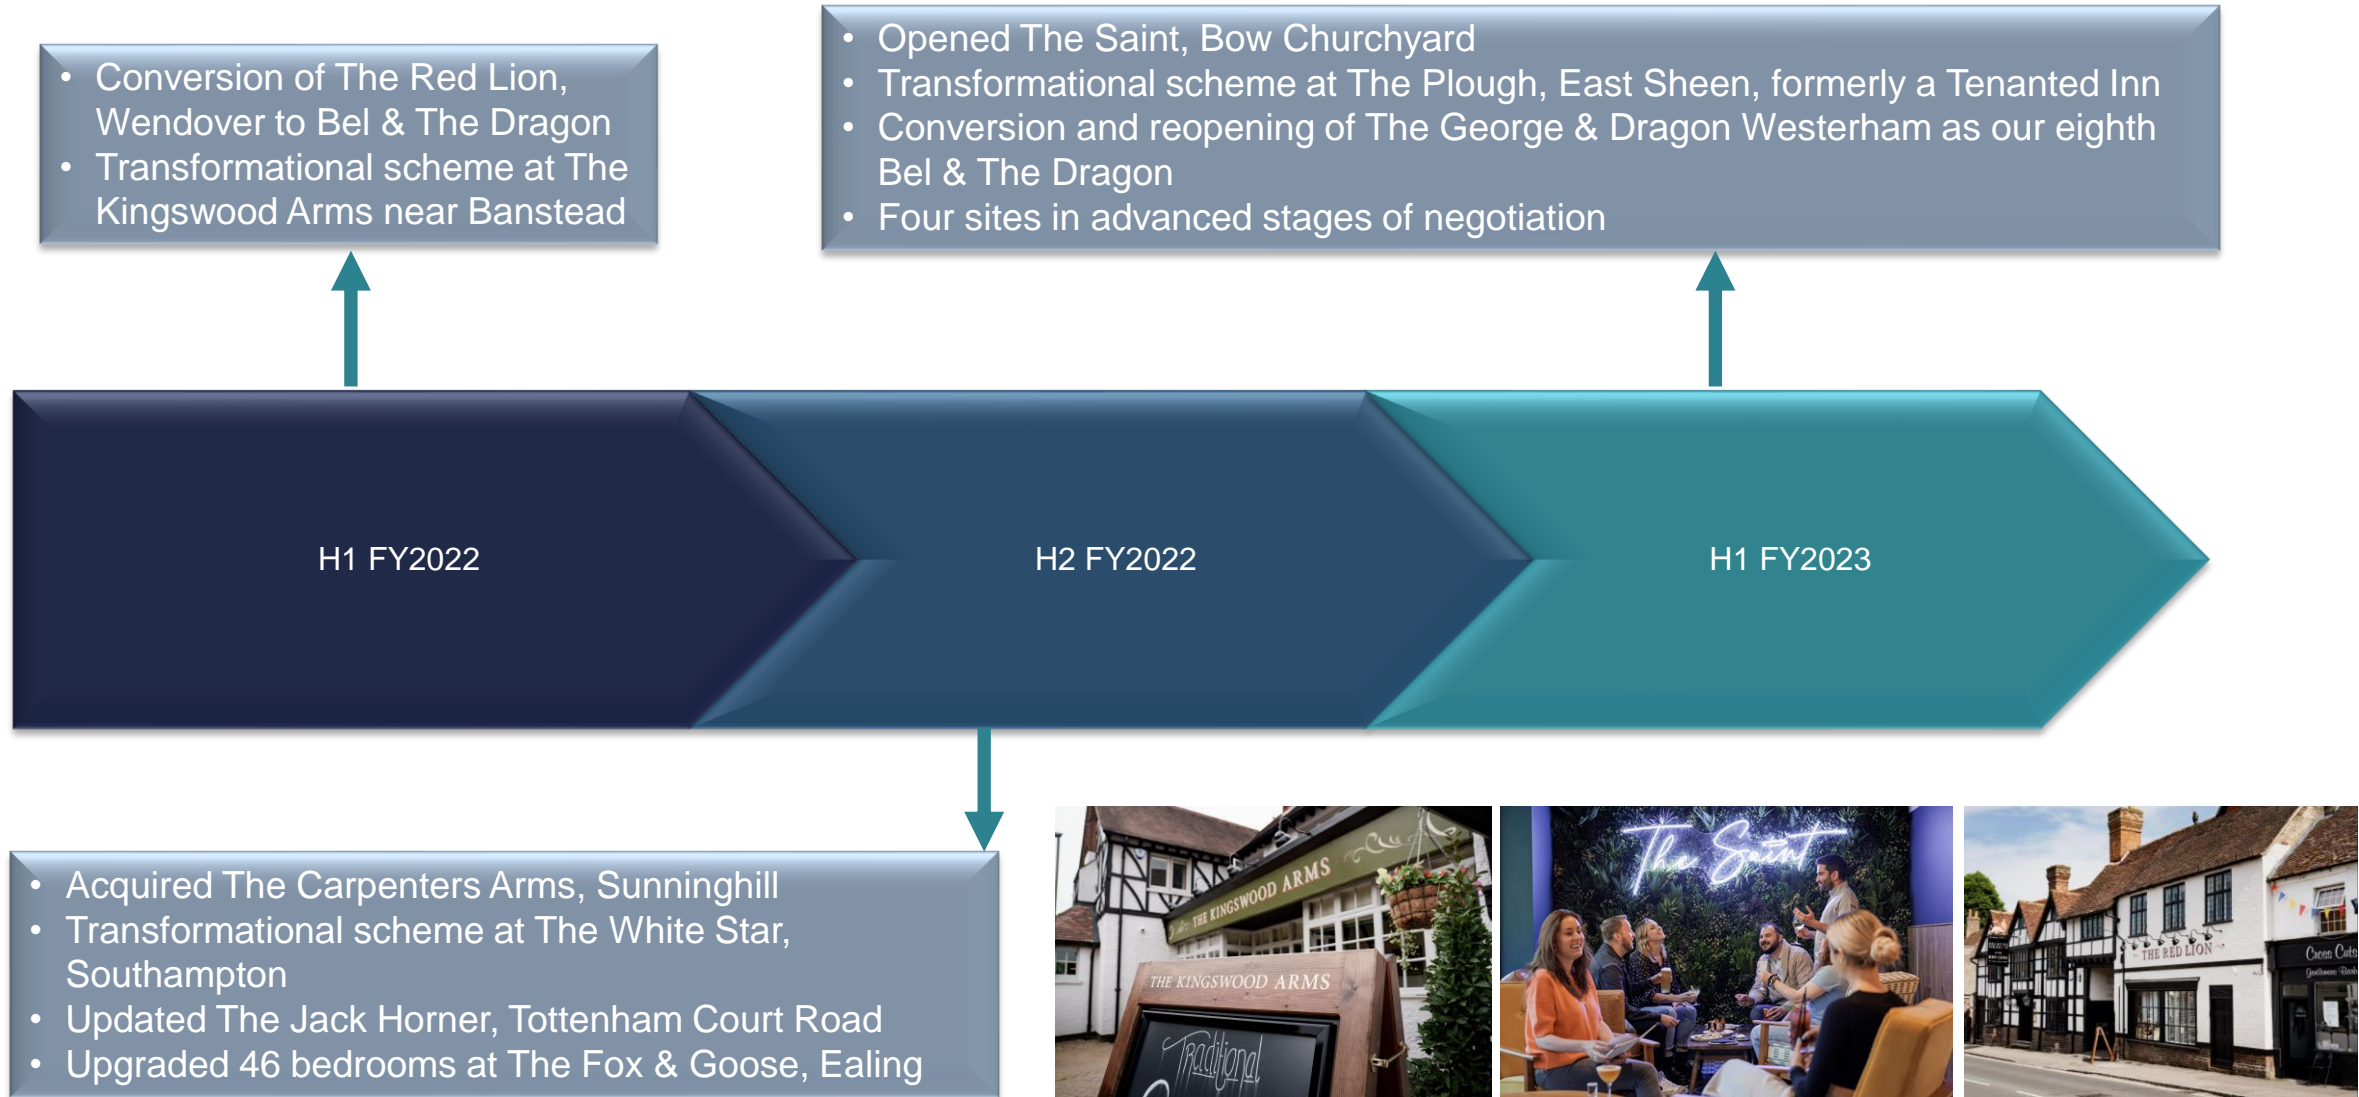 • Conversion of The Red Lion,
Wendover to Bel & The Dragon
• Transformational scheme at The
Kingswood Arms near Banstead
• Opened The Saint, Bow Churchyard
• Transformational scheme at The Plough, East Sheen, formerly a Tenanted Inn
• Conversion and reopening of The George & Dragon Westerham as our eighth
Bel & The Dragon
• Four sites in advanced stages of negotiation
H1 FY2022
H2 FY2022
H1 FY2023
• Acquired The Carpenters Arms, Sunninghill
• Transformational scheme at The White Star,
Southampton
• Updated The Jack Horner, Tottenham Court Road
• Upgraded 46 bedrooms at The Fox & Goose, Ealing
THE KINGSWOOD ARMS
THE KINGSWOOD ARMS
Traditional
The Saint
THE RED LION
Cross Cuts